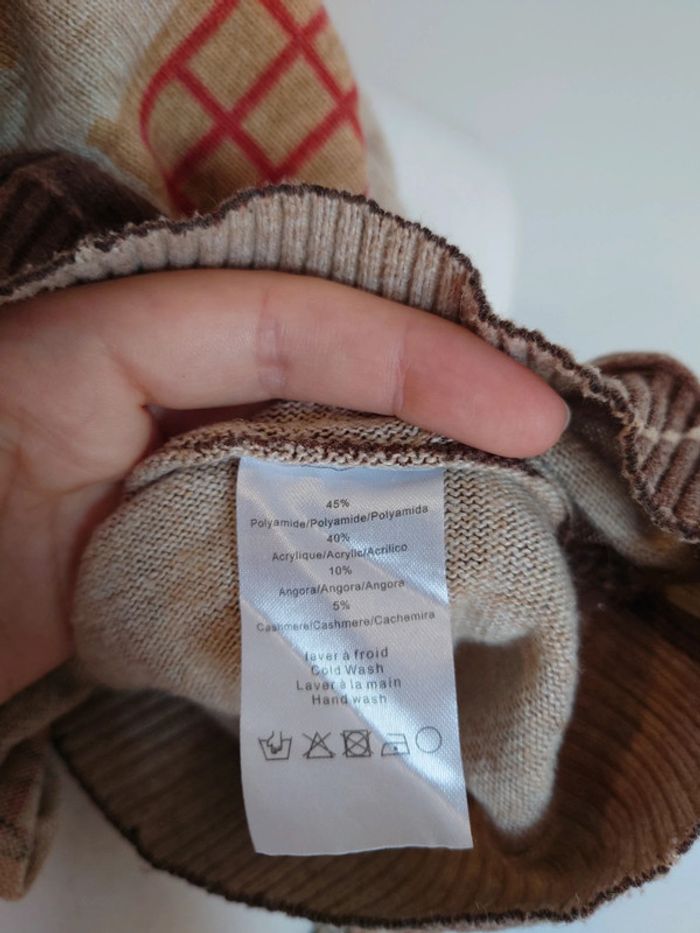 45%
Polyamide/Polyamide/Polyamida
40%
Acrylique/Acrylic/Acrilico
10%
Angora/Angora/Angora
5%
Cashmere/Cashmere/Cachemira
laver à froid
Cold Wash
Laver à la main
Hand wash